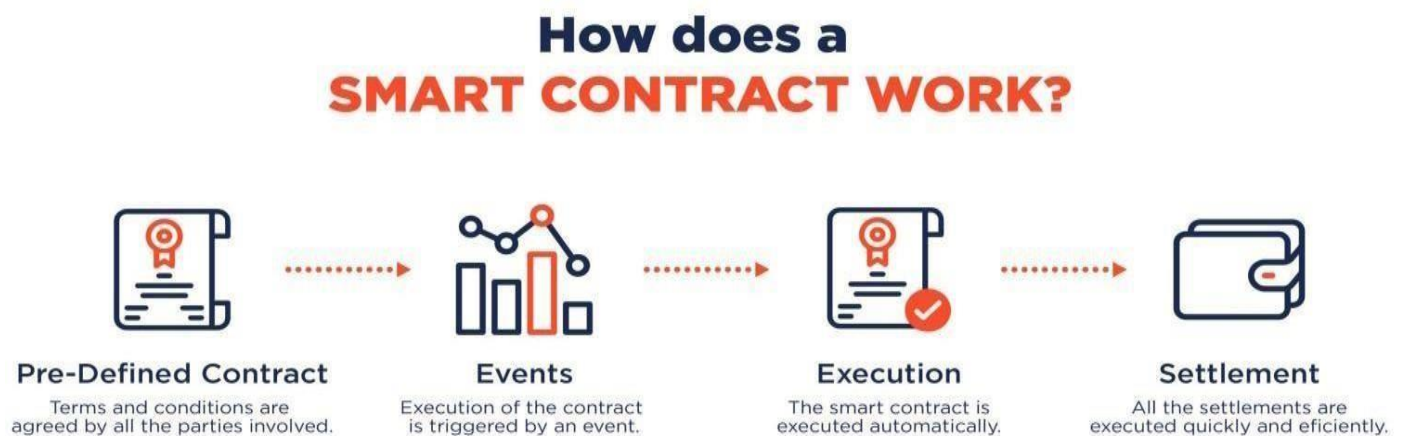 How does a
SMART CONTRACT WORK?
Pre-Defined Contract
Terms and conditions are
agreed by all the parties involved.
Events
Execution of the contract
is triggered by an event.
Execution
The smart contract is
executed automatically.
Settlement
All the settlements are
executed quickly and eficiently.